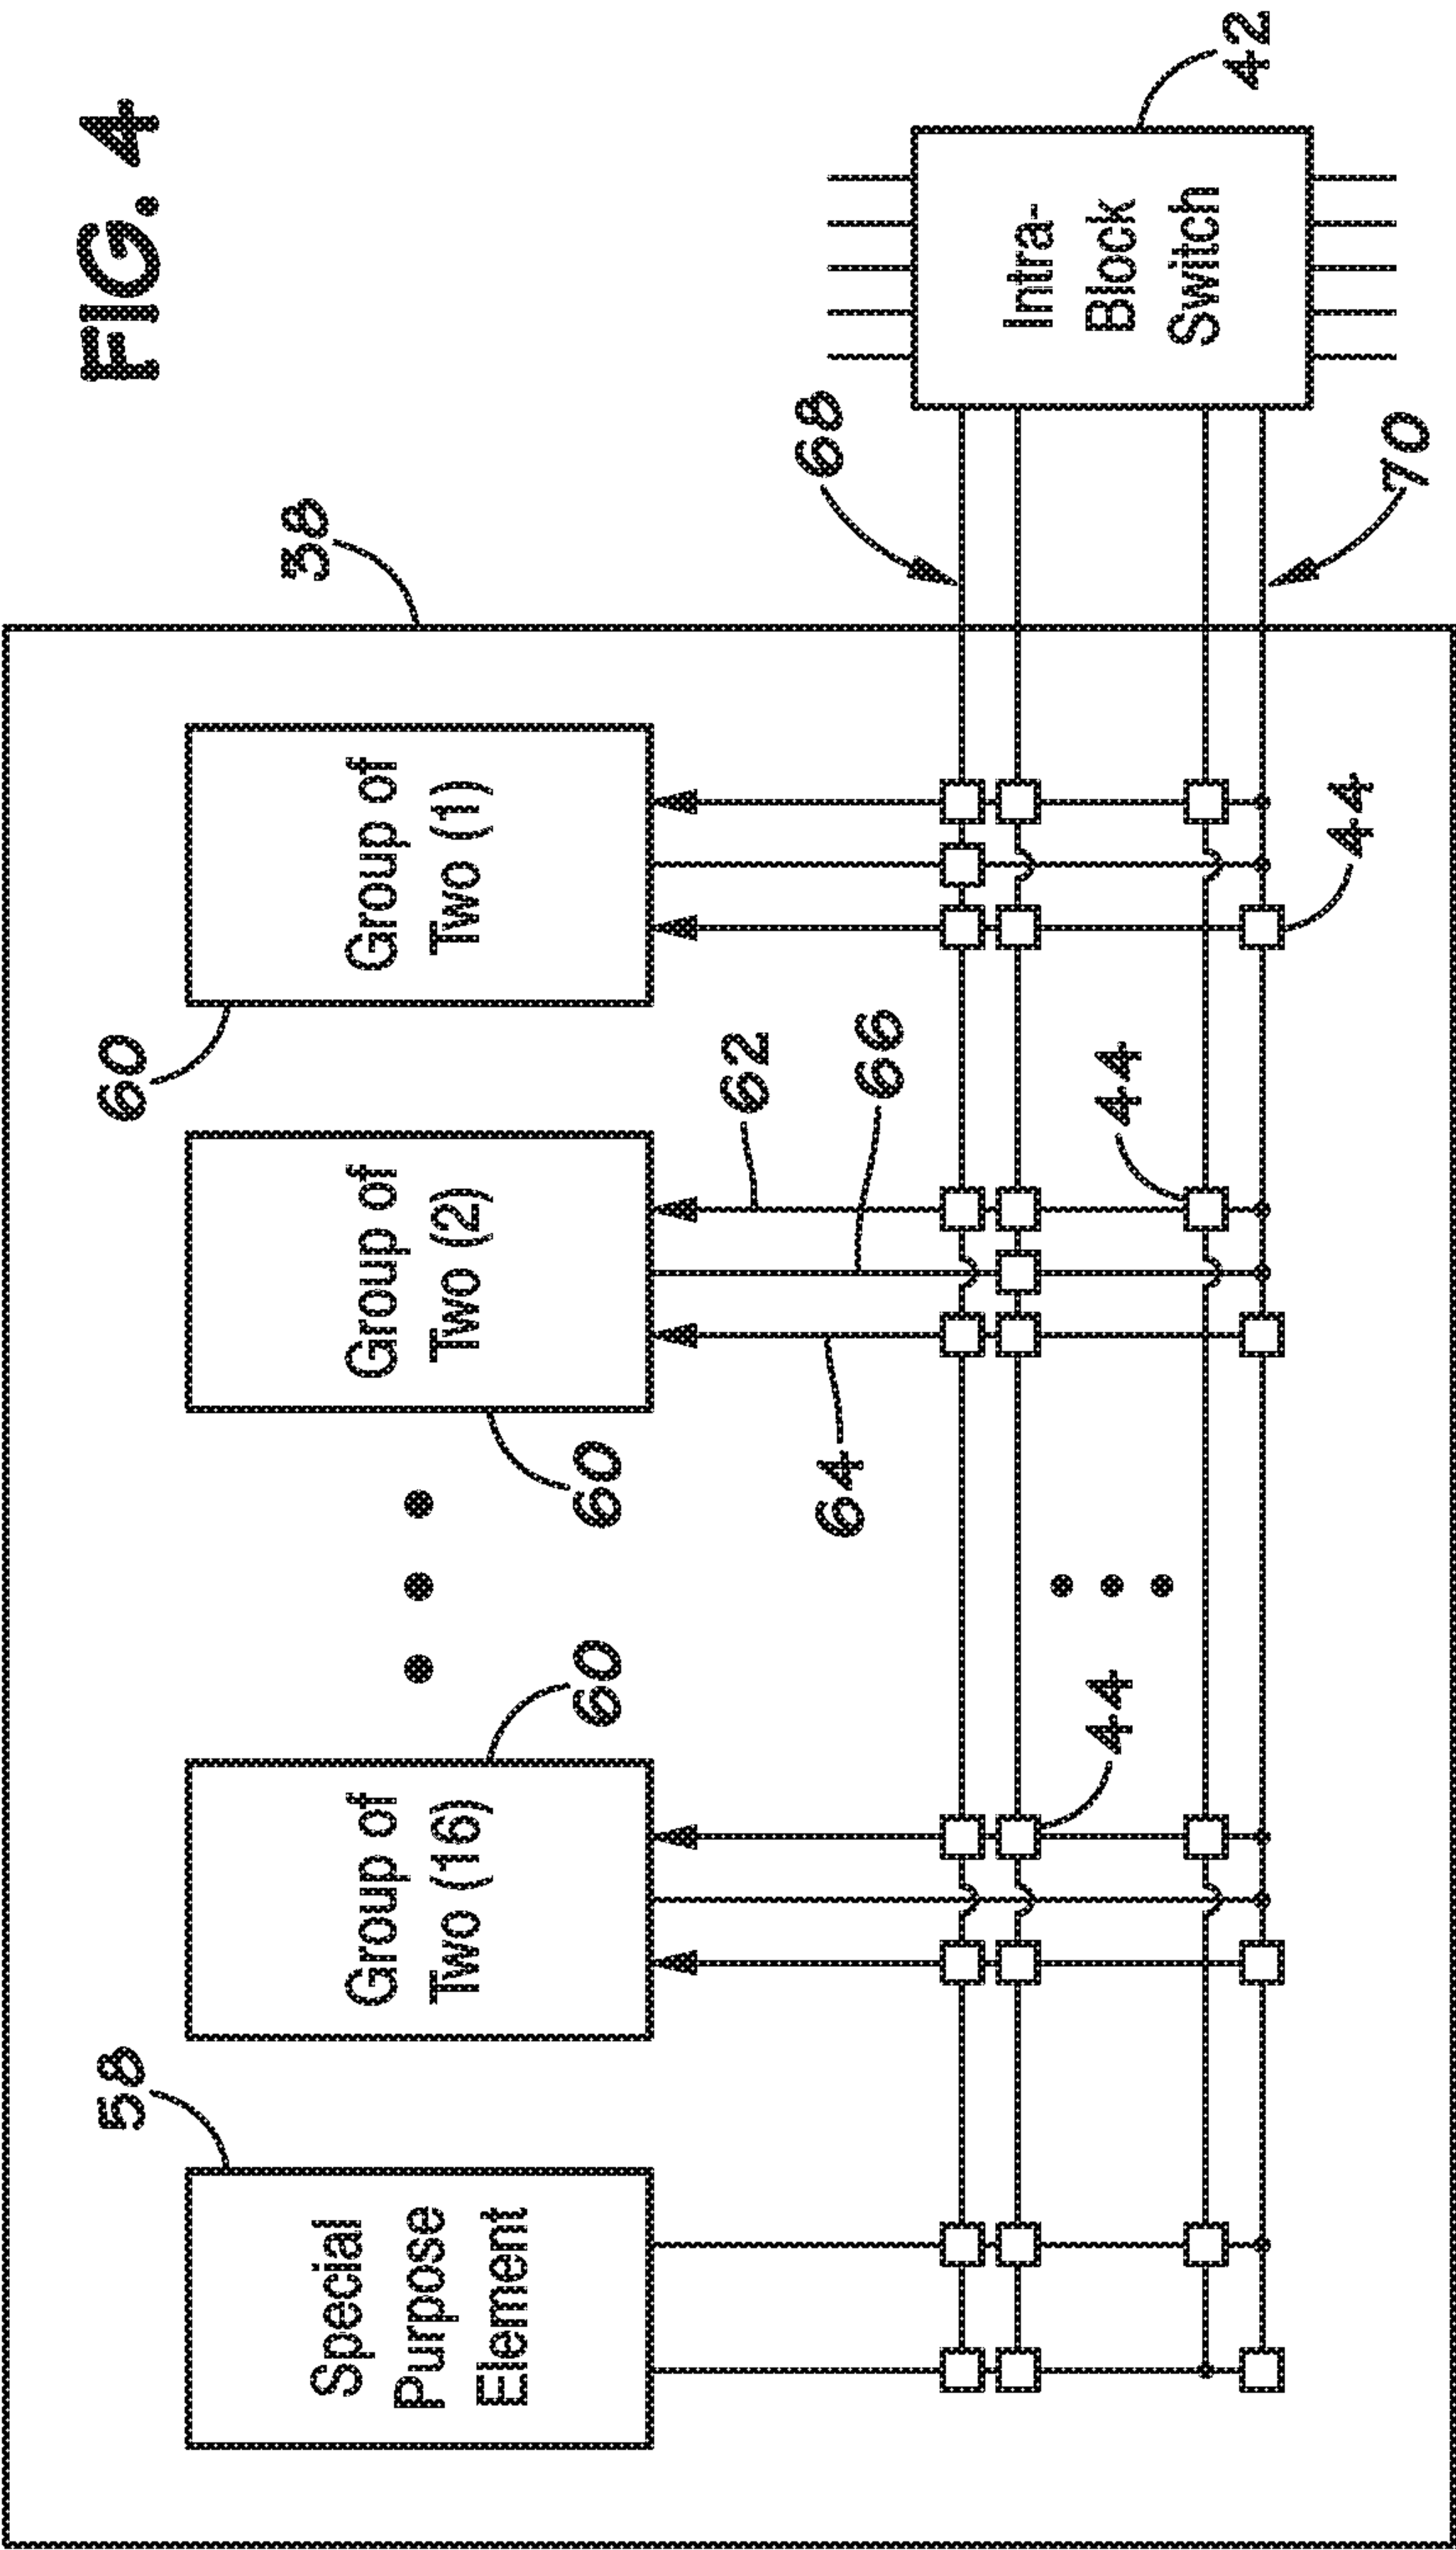 FIG. 4
38
60
60
60
58
Group of
Two (1)
Group of
Two (2)
Group of
Two (16)
Special
Purpose
Element
62
66
64
68
70
44
44
44
Intra-
Block
Switch
42